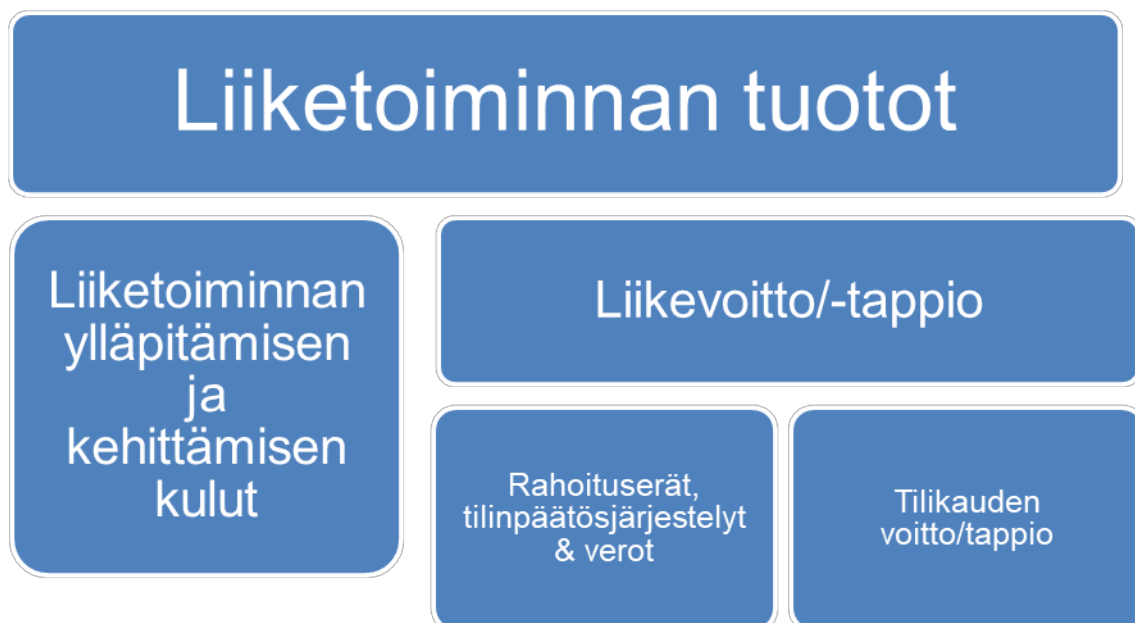 Liiketoiminnan tuotot
Liiketoiminnan
ylläpitämisen
ja
kehittämisen
kulut
Liikevoitto/-tappio
Rahoituserät,
tilinpäätösjärjestelyt
& verot
Tilikauden
voitto/tappio